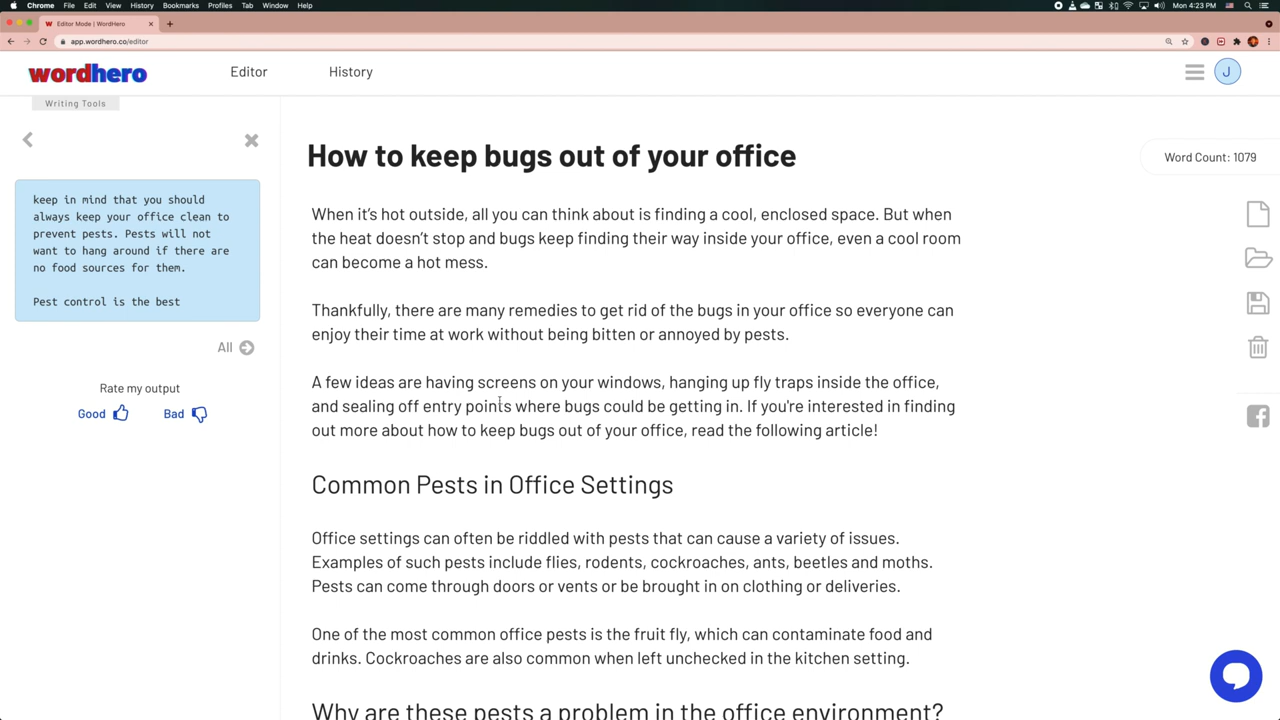 Chrome File Edit View History Bookmarks Profiles Tab Window Help
Mon 4:23 PM
Editor Mode | WordHero
app.wordhero.co/editor
wordhero
Editor
History
J
Writing Tools
keep in mind that you should
always keep your office clean to
prevent pests. Pests will not
want to hang around if there are
no food sources for them.
Pest control is the best
All
Rate my output
Good
Bad
How to keep bugs out of your office
Word Count: 1079
When it's hot outside, all you can think about is finding a cool, enclosed space. But when
the heat doesn't stop and bugs keep finding their way inside your office, even a cool room
can become a hot mess.
Thankfully, there are many remedies to get rid of the bugs in your office so everyone can
enjoy their time at work without being bitten or annoyed by pests.
A few ideas are having screens on your windows, hanging up fly traps inside the office,
and sealing off entry points where bugs could be getting in. If you're interested in finding
out more about how to keep bugs out of your office, read the following article!
Common Pests in Office Settings
Office settings can often be riddled with pests that can cause a variety of issues.
Examples of such pests include flies, rodents, cockroaches, ants, beetles and moths.
Pests can come through doors or vents or be brought in on clothing or deliveries.
One of the most common office pests is the fruit fly, which can contaminate food and
drinks. Cockroaches are also common when left unchecked in the kitchen setting.
Why are these pests a problem in the office environment?